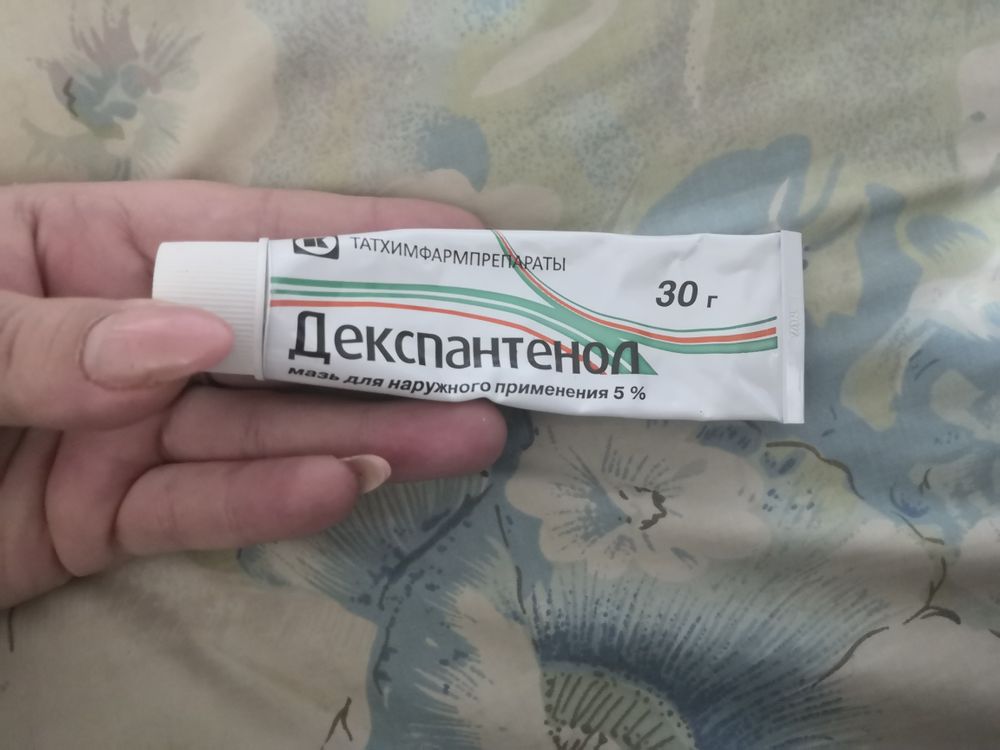 ТАТХИМФАРМПРЕПАРАТЫ
30 г
Декспантенол
мазь для наружного применения 5 %